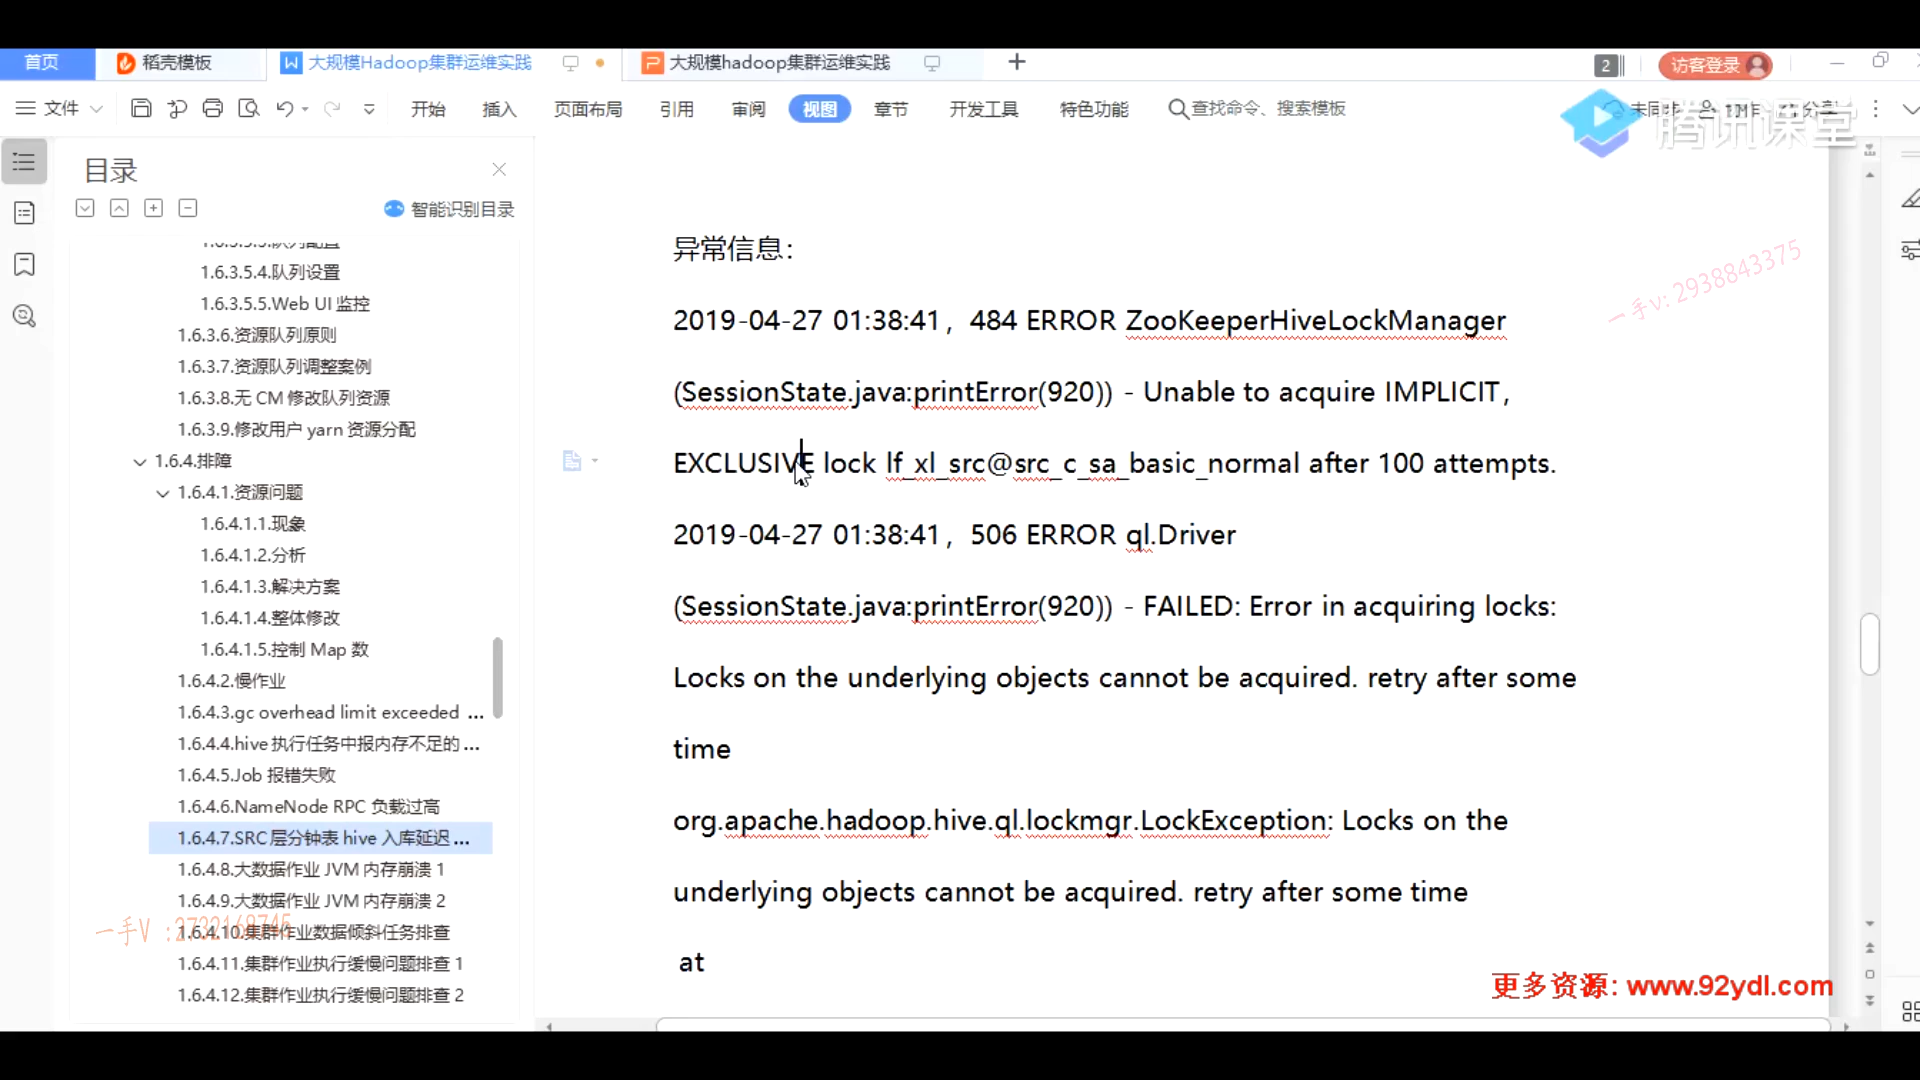 首页
稻壳模板
大规模Hadoop集群运维实践
大规模hadoop集群运维实践
2
访客登录
文件
开始
插入
页面布局
引用
审阅
视图
章节
开发工具
特色功能
查找命令、搜索模板
腾讯课堂
目录
智能识别目录
1.6.3.5.3.队列配置
1.6.3.5.4.队列设置
1.6.3.5.5.Web UI 监控
1.6.3.6.资源队列原则
1.6.3.7.资源队列调整案例
1.6.3.8.无 CM 修改队列资源
1.6.3.9.修改用户 yarn 资源分配
1.6.4.排障
1.6.4.1.资源问题
1.6.4.1.1.现象
1.6.4.1.2.分析
1.6.4.1.3.解决方案
1.6.4.1.4.整体修改
1.6.4.1.5.控制 Map 数
1.6.4.2.慢作业
1.6.4.3.gc overhead limit exceeded ...
1.6.4.4.hive 执行任务中报内存不足的 ...
1.6.4.5.Job 报错失败
1.6.4.6.NameNode RPC 负载过高
1.6.4.7.SRC 层分钟表 hive 入库延迟 ...
1.6.4.8.大数据作业 JVM 内存崩溃 1
1.6.4.9.大数据作业 JVM 内存崩溃 2
1.6.4.10.集群作业数据倾斜任务排查
1.6.4.11.集群作业执行缓慢问题排查 1
1.6.4.12.集群作业执行缓慢问题排查 2
一手V :2732168745
异常信息：
2019-04-27 01:38:41，484 ERROR ZooKeeperHiveLockManager
(SessionState.java:printError(920)) - Unable to acquire IMPLICIT，
EXCLUSIVE lock lf_xl_src@src_c_sa_basic_normal after 100 attempts.
2019-04-27 01:38:41，506 ERROR ql.Driver
(SessionState.java:printError(920)) - FAILED: Error in acquiring locks:
Locks on the underlying objects cannot be acquired. retry after some
time
org.apache.hadoop.hive.ql.lockmgr.LockException: Locks on the
underlying objects cannot be acquired. retry after some time
at
一手v: 2938843375
更多资源: www.92ydl.com